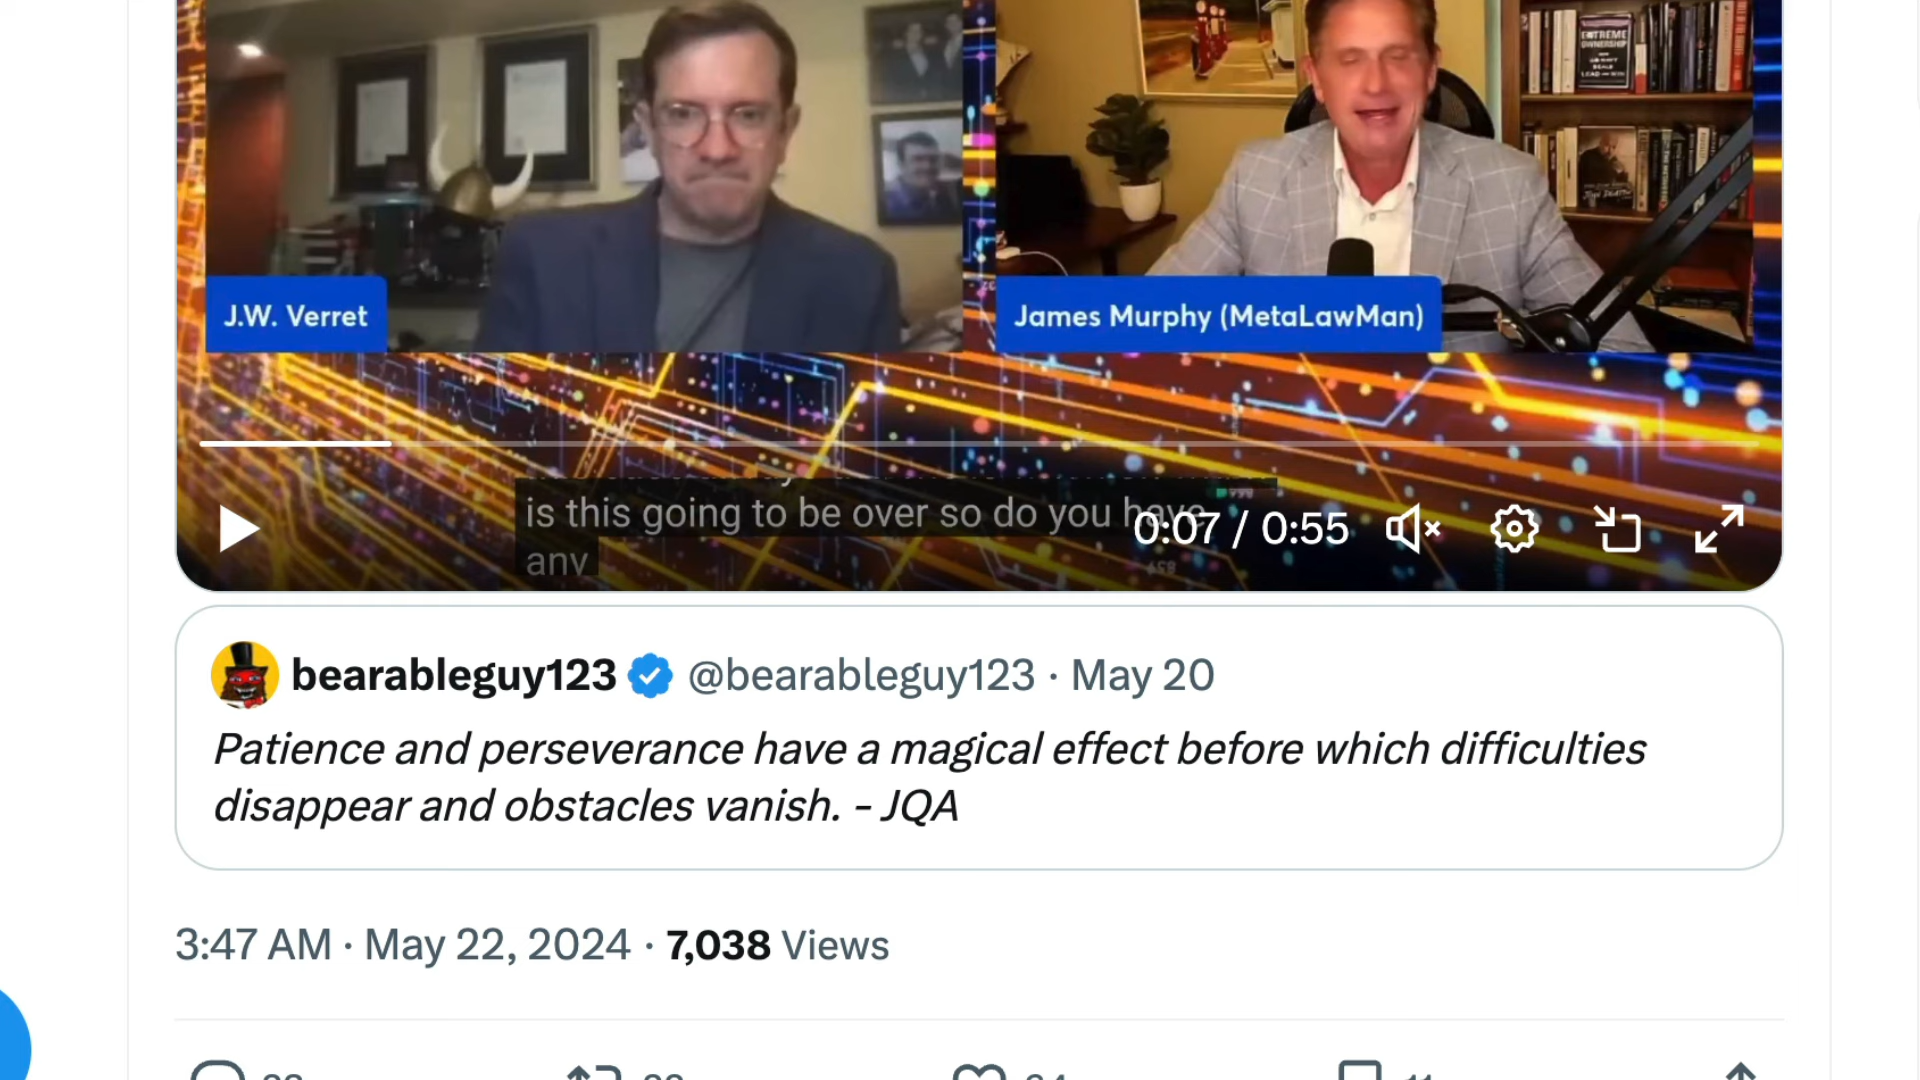 EXTREME
OWNERSHIP
J.W. Verret
James Murphy (MetaLawMan)
is this going to be over so do you have
any
0:07 / 0:55
bearableguy123 @bearableguy123 · May 20
Patience and perseverance have a magical effect before which difficulties
disappear and obstacles vanish. - JQA
3:47 AM · May 22, 2024 · 7,038 Views